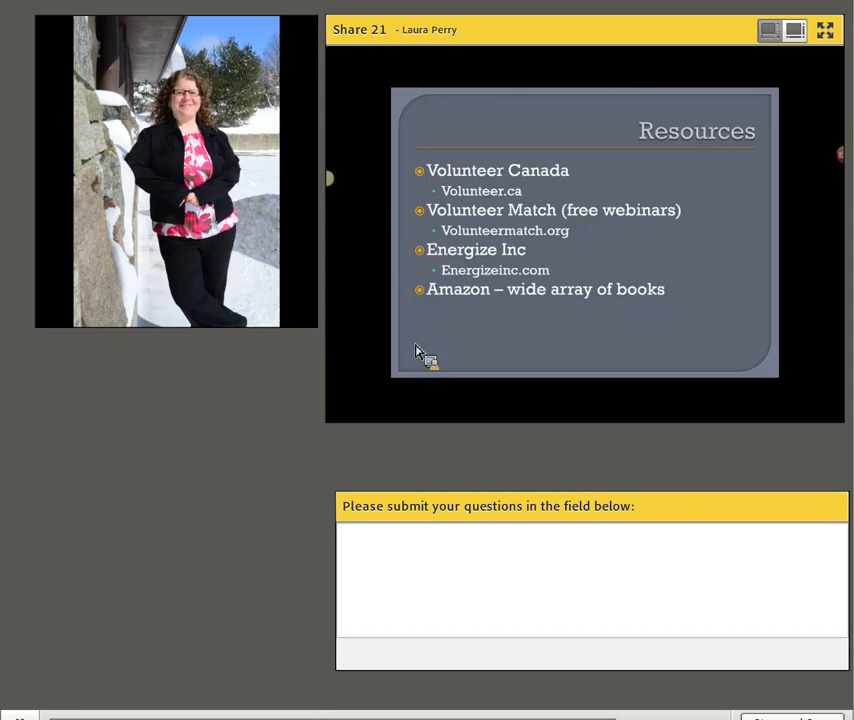 Share 21 - Laura Perry
Resources
Volunteer Canada
Volunteer.ca
Volunteer Match (free webinars)
Volunteermatch.org
Energize Inc
Energizeinc.com
Amazon – wide array of books
Please submit your questions in the field below: